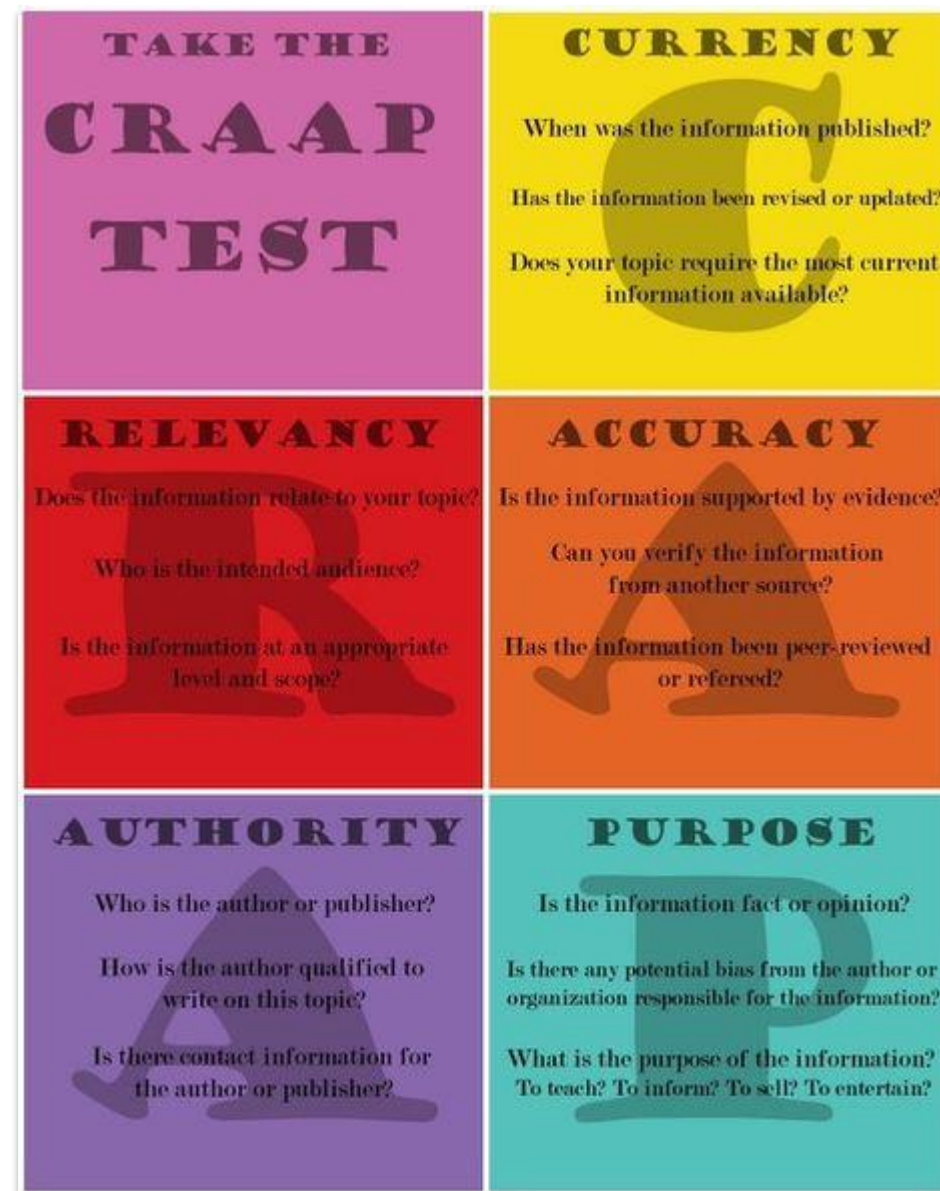 TAKE THE
CRAAP
TEST
CURRENCY
When was the information published?
Has the information been revised or updated?
Does your topic require the most current
information available?
RELEVANCY
Does the information relate to your topic?
Who is the intended audience?
Is the information at an appropriate
level and scope?
ACCURACY
Is the information supported by evidence?
Can you verify the information
from another source?
Has the information been peer-reviewed
or refereed?
AUTHORITY
Who is the author or publisher?
How is the author qualified to
write on this topic?
Is there contact information for
the author or publisher?
PURPOSE
Is the information fact or opinion?
Is there any potential bias from the author or
organization responsible for the information?
What is the purpose of the information?
To teach? To inform? To sell? To entertain?